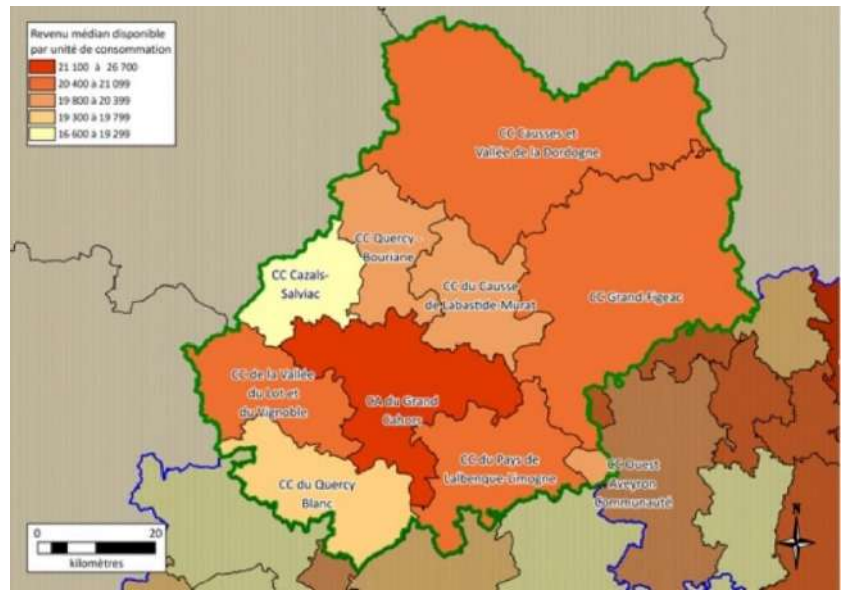 Revenu médian disponible
par unité de consommation
21 100 à 26 700
20 400 à 21 099
19 800 à 20 399
19 300 à 19 799
16 600 à 19 299
CC Causses et
Vallée de la Dordogne
CC Quercy -
Bouriane
CC Cazals-
Salviac
CC du Causse
de Labastide-Murat
CC Grand-Figeac
CC de la Vallée
du Lot et
du Vignoble
CA du Grand
Cahors
CC du Pays de
Lalbenque-Limogne
CC Ouest
Aveyron
Communauté
CC du Quercy
Blanc
0 20
kilomètres
N